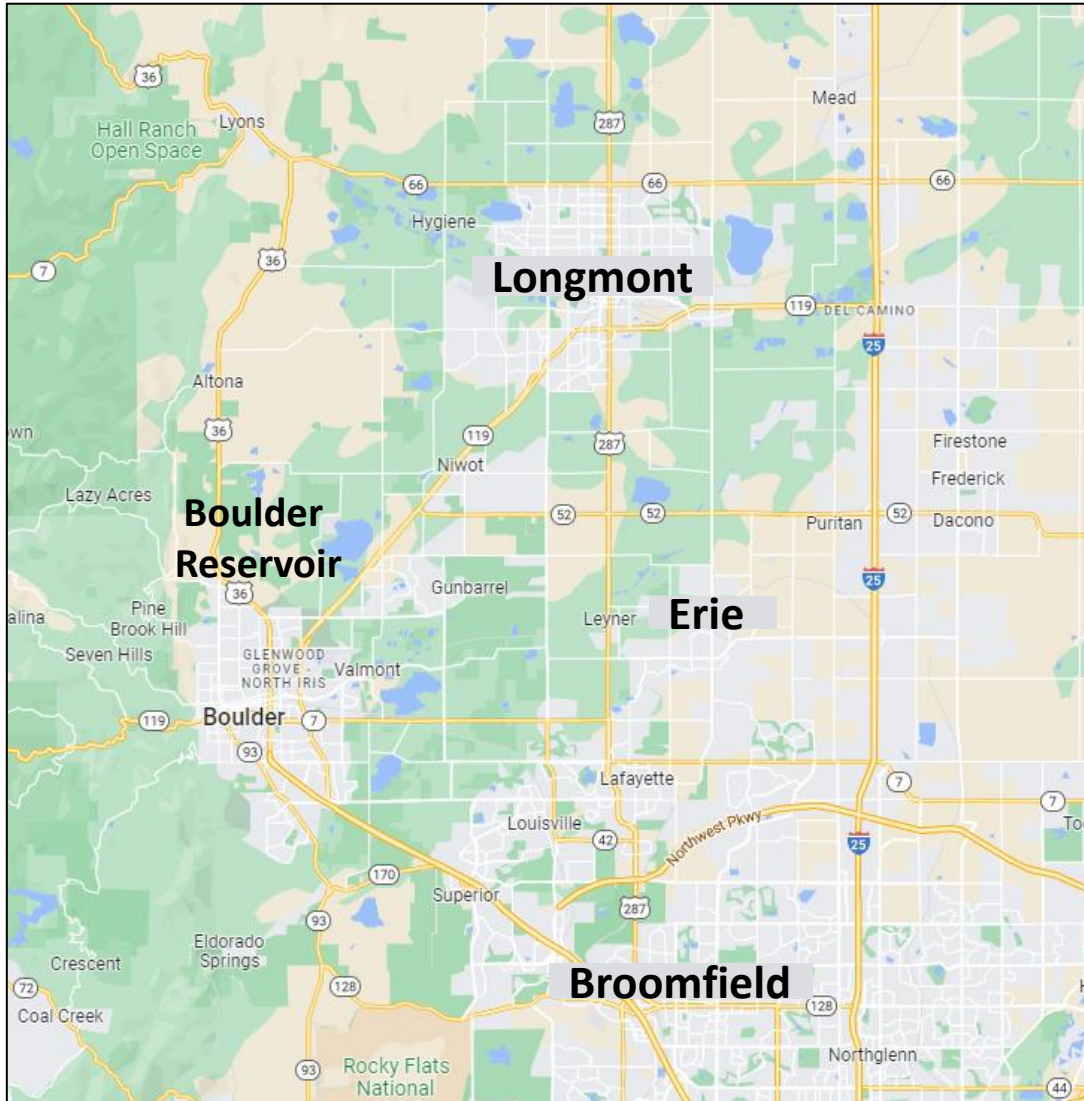 36
Mead
Hall Ranch
Open Space
Lyons
287
66
66
66
Hygiene
7
36
Longmont
119
DEL CAMINO
25
Altona
36
119
287
Firestone
Niwot
Frederick
Lazy Acres
Boulder
Reservoir
52
52
Puritan
52
Dacono
36
Gunbarrel
25
Pine
Brook Hill
Leyner
Erie
Seven Hills
GLENWOOD
GROVE -
NORTH IRIS
Valmont
119
Boulder
7
93
Lafayette
7
7
Louisville
42
Northwest Pkwy
25
170
Superior
287
93
Eldorado
Springs
Crescent
72
128
Broomfield
128
Coal Creek
Northglenn
93
Rocky Flats
National
44